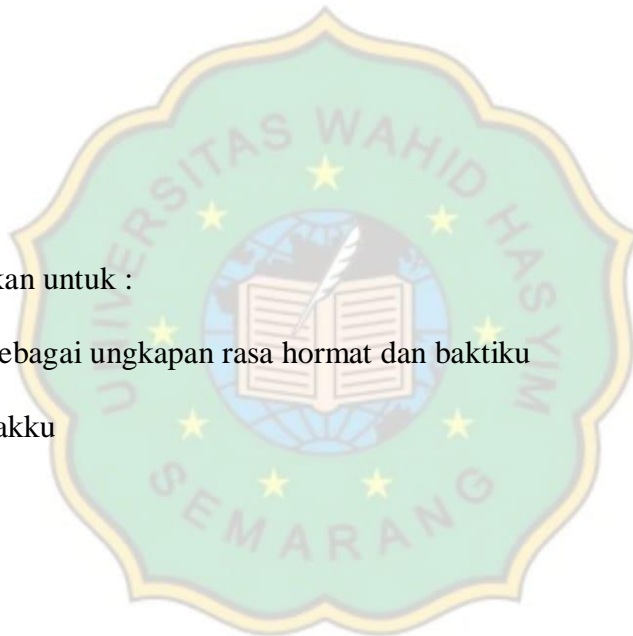 UNIVERSITAS WAHID HASYIM
kan untuk :
ebagai ungkapan rasa hormat dan baktiku
akku
SEMARANG